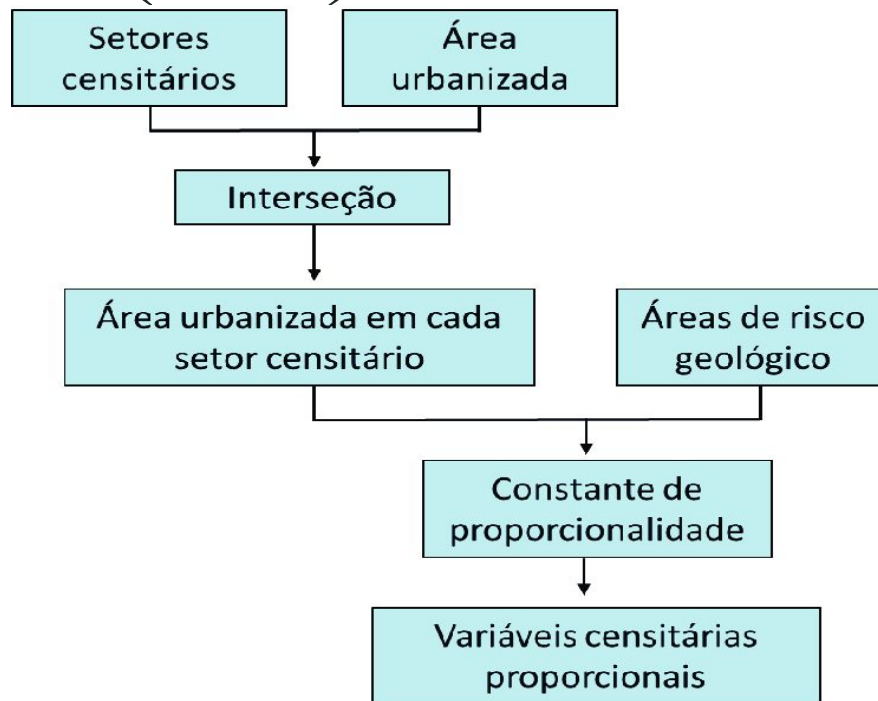 Setores
censitários
Área
urbanizada
Interseção
Área urbanizada em cada
setor censitário
Áreas de risco
geológico
Constante de
proporcionalidade
Variáveis censitárias
proporcionais